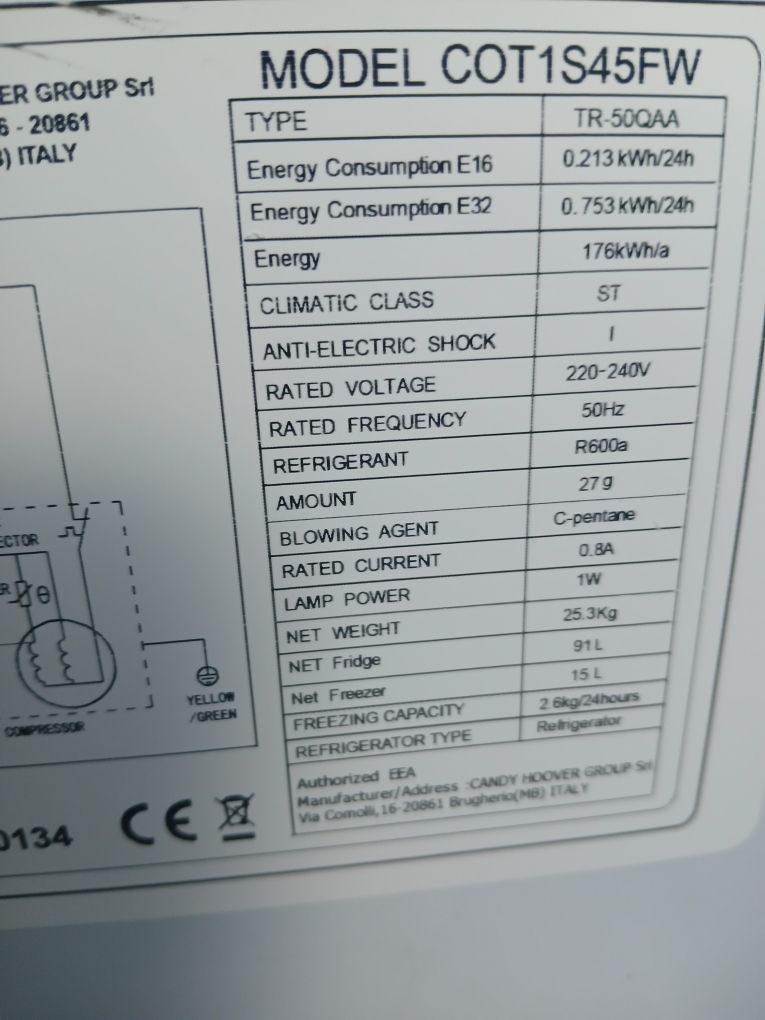 MODEL COT1S45FW
ER GROUP Srl
6 - 20861
) ITALY
TYPE TR-50QAA
Energy Consumption E16 0.213 kWh/24h
Energy Consumption E32 0.753 kWh/24h
Energy 176kWh/a
CLIMATIC CLASS ST
ANTI-ELECTRIC SHOCK I
RATED VOLTAGE 220-240V
RATED FREQUENCY 50Hz
REFRIGERANT R600a
AMOUNT 27g
BLOWING AGENT C-pentane
RATED CURRENT 0.8A
LAMP POWER 1W
NET WEIGHT 25.3Kg
NET Fridge 91L
Net Freezer 15L
FREEZING CAPACITY 2 6kg/24hours
REFRIGERATOR TYPE Refrigerator
Authorized EEA
Manufacturer/Address :CANDY HOOVER GROUP Srl
Via Comolli,16-20861 Brugherio(MB) ITALY
ECTOR
R
θ
YELLOW
/GREEN
COMPRESSOR
0134 CE